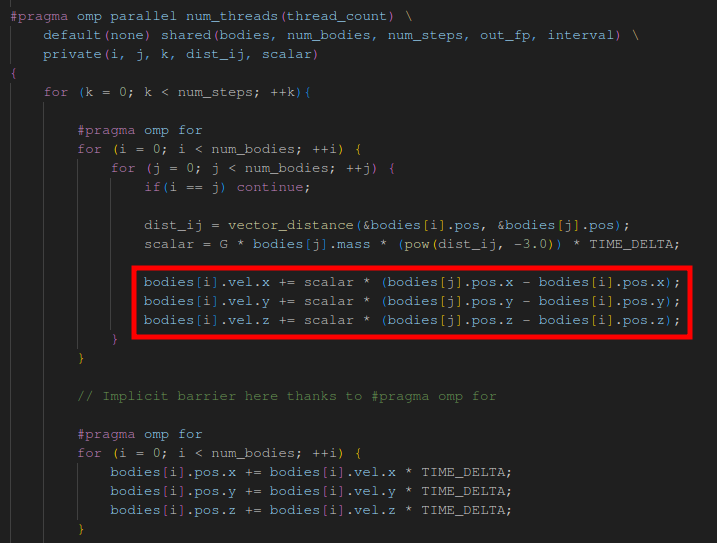 #pragma omp parallel num_threads(thread_count) \
    default(none) shared(bodies, num_bodies, num_steps, out_fp, interval) \
    private(i, j, k, dist_ij, scalar)
{
    for (k = 0; k < num_steps; ++k){
        #pragma omp for
        for (i = 0; i < num_bodies; ++i) {
            for (j = 0; j < num_bodies; ++j) {
                if(i == j) continue;
                dist_ij = vector_distance(&bodies[i].pos, &bodies[j].pos);
                scalar = G * bodies[j].mass * (pow(dist_ij, -3.0)) * TIME_DELTA;
                bodies[i].vel.x += scalar * (bodies[j].pos.x - bodies[i].pos.x);
                bodies[i].vel.y += scalar * (bodies[j].pos.y - bodies[i].pos.y);
                bodies[i].vel.z += scalar * (bodies[j].pos.z - bodies[i].pos.z);
            }
        }
        // Implicit barrier here thanks to #pragma omp for
        #pragma omp for
        for (i = 0; i < num_bodies; ++i) {
            bodies[i].pos.x += bodies[i].vel.x * TIME_DELTA;
            bodies[i].pos.y += bodies[i].vel.y * TIME_DELTA;
            bodies[i].pos.z += bodies[i].vel.z * TIME_DELTA;
        }